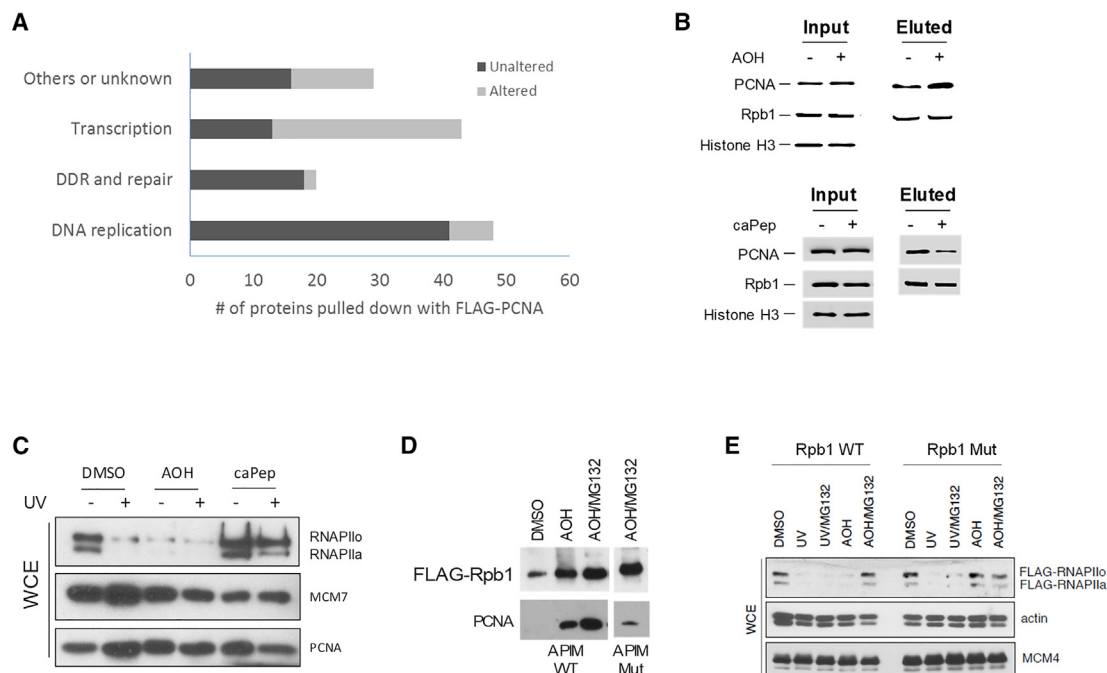 A
Others or unknown
Transcription
DDR and repair
DNA replication
Unaltered
Altered
0 10 20 30 40 50 60
# of proteins pulled down with FLAG-PCNA
B
Input Eluted
AOH - + - +
PCNA
Rpb1
Histone H3
Input Eluted
caPep - + - +
PCNA
Rpb1
Histone H3
C
DMSO AOH caPep
UV - + - + - +
WCE
RNAPIIo
RNAPIIa
MCM7
PCNA
D
DMSO AOH AOH/MG132 AOH/MG132
FLAG-Rpb1
PCNA
APIM WT
APIM Mut
E
Rpb1 WT Rpb1 Mut
DMSO UV UV/MG132 AOH AOH/MG132 DMSO UV UV/MG132 AOH AOH/MG132
WCE
FLAG-RNAPIIo
FLAG-RNAPIIa
actin
MCM4